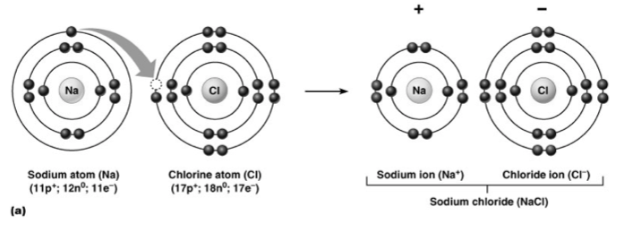 + −
Na Cl Na Cl
Sodium atom (Na) Chlorine atom (Cl) Sodium ion (Na⁺) Chloride ion (Cl⁻)
(11p⁺; 12n⁰; 11e⁻) (17p⁺; 18n⁰; 17e⁻)
Sodium chloride (NaCl)
(a)